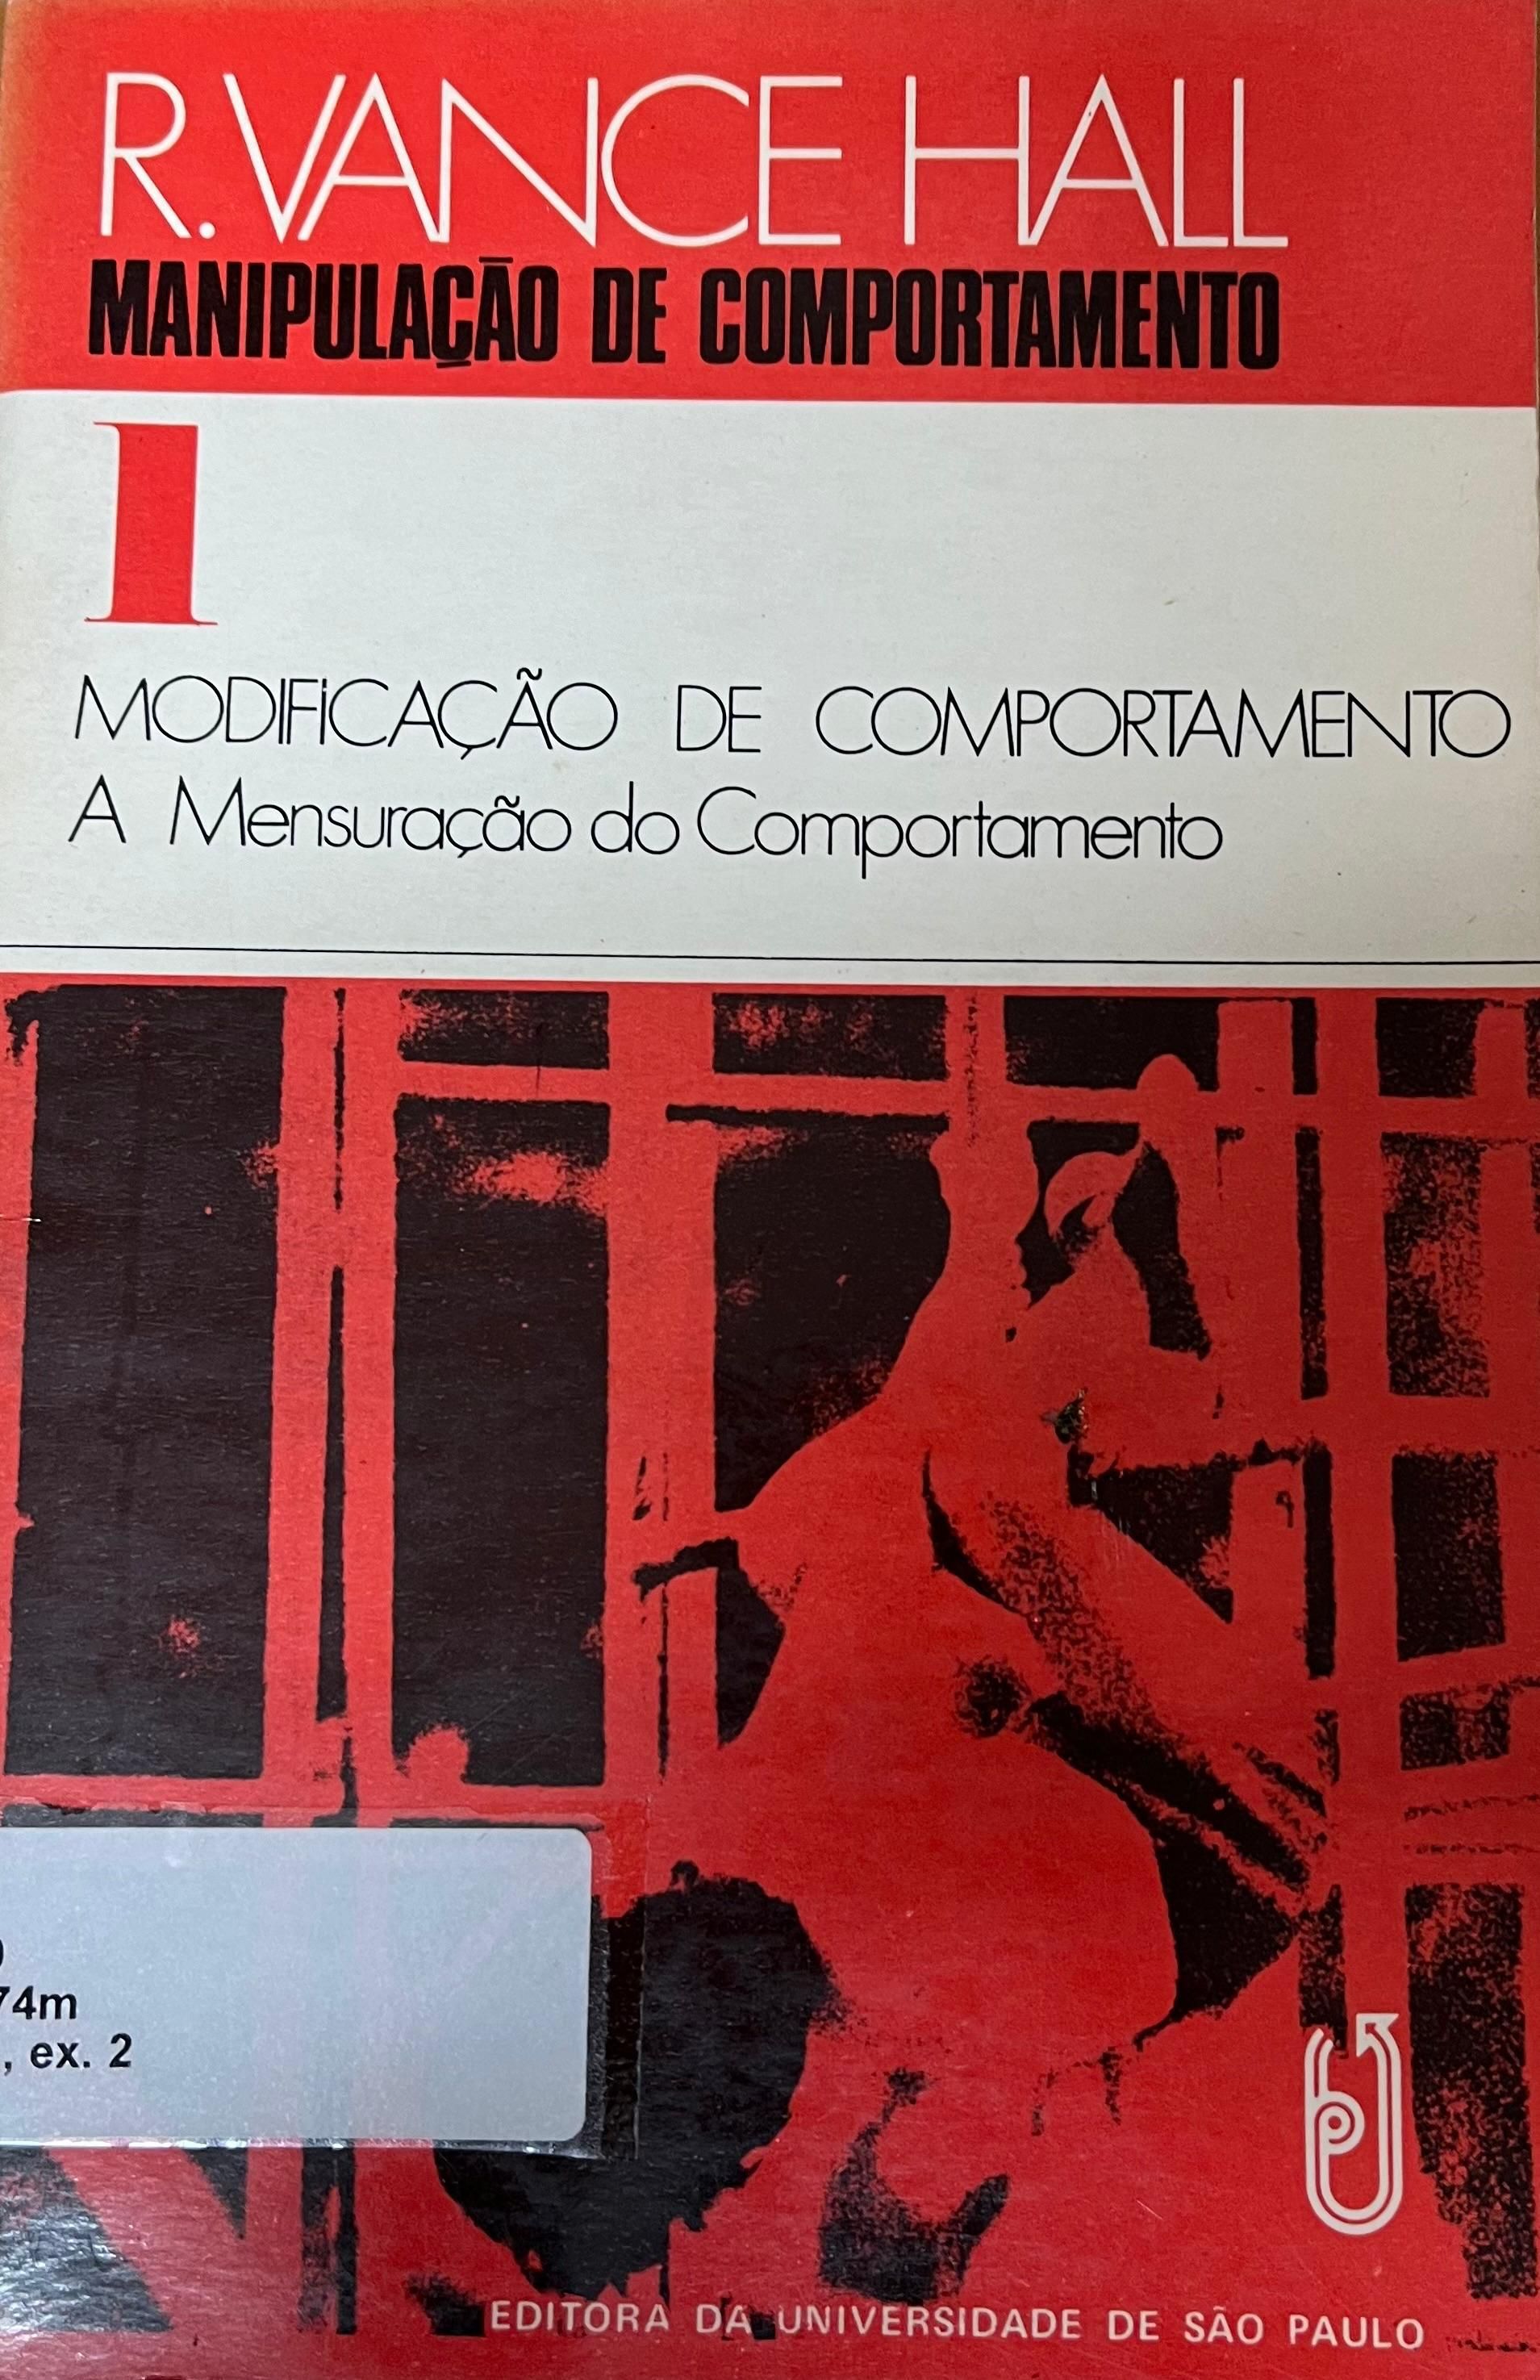 R. VANCE HALL
MANIPULAÇÃO DE COMPORTAMENTO
1
MODIFICAÇÃO DE COMPORTAMENTO
A Mensuração do Comportamento
74m
, ex. 2
EDITORA DA UNIVERSIDADE DE SÃO PAULO